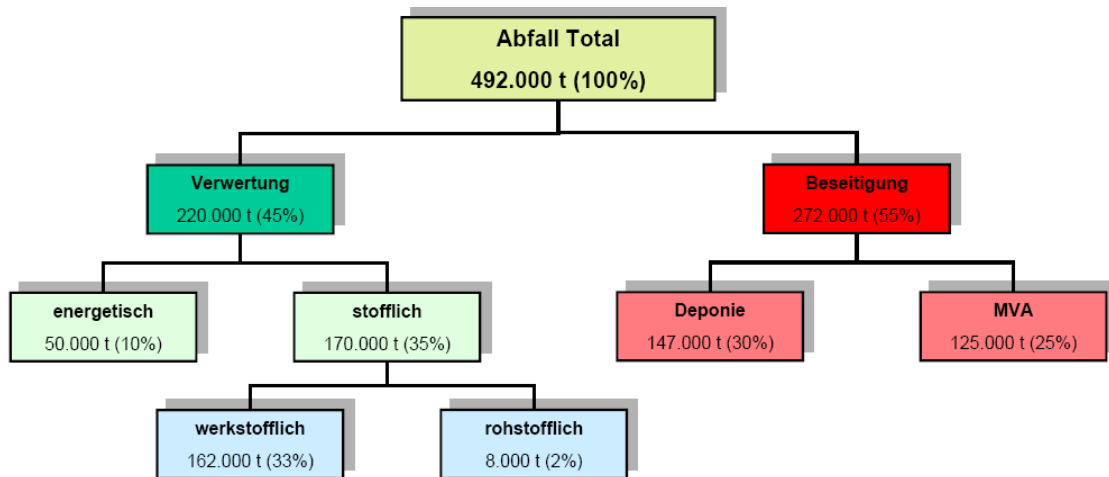 Abfall Total
492.000 t (100%)
Verwertung
220.000 t (45%)
Beseitigung
272.000 t (55%)
energetisch
50.000 t (10%)
stofflich
170.000 t (35%)
Deponie
147.000 t (30%)
MVA
125.000 t (25%)
werkstofflich
162.000 t (33%)
rohstofflich
8.000 t (2%)